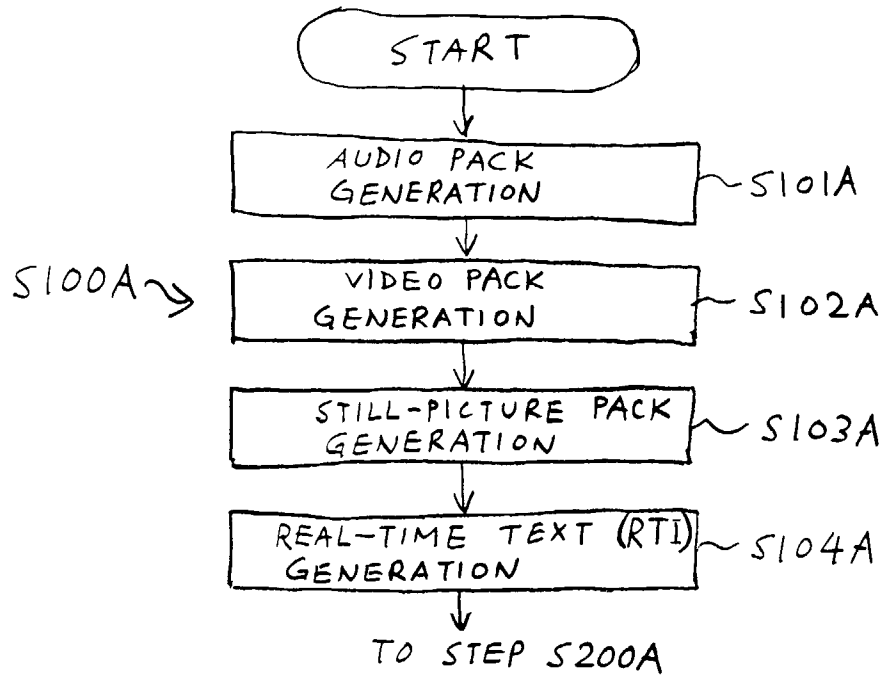 START
AUDIO PACK
GENERATION
S101A
S100A
VIDEO PACK
GENERATION
S102A
STILL-PICTURE PACK
GENERATION
S103A
REAL-TIME TEXT (RTI)
GENERATION
S104A
TO STEP S200A